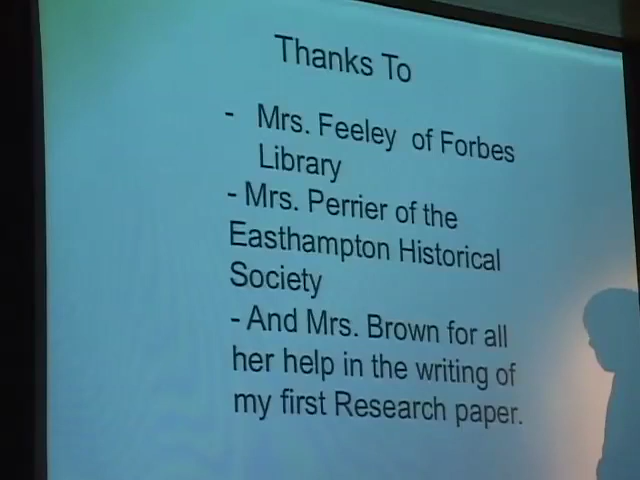 Thanks To
- Mrs. Feeley of Forbes
Library
- Mrs. Perrier of the
Easthampton Historical
Society
- And Mrs. Brown for all
her help in the writing of
my first Research paper.